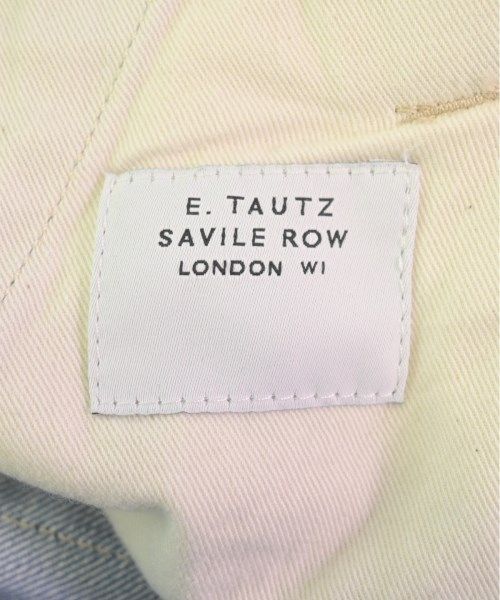 E. TAUTZ
SAVILE ROW
LONDON W1